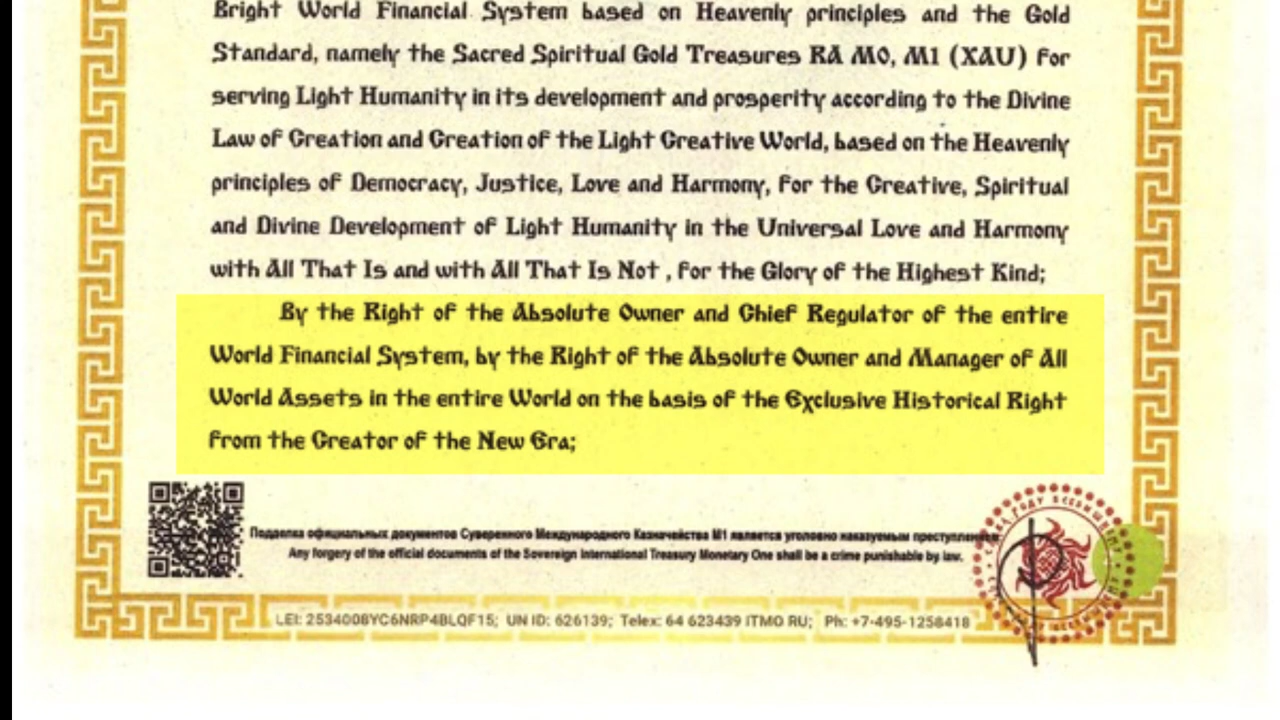 Bright World Financial System based on Heavenly principles and the Gold
Standard, namely the Sacred Spiritual Gold Treasures RA M0, M1 (XAU) for
serving Light Humanity in its development and prosperity according to the Divine
Law of Creation and Creation of the Light Creative World, based on the Heavenly
principles of Democracy, Justice, Love and Harmony, for the Creative, Spiritual
and Divine Development of Light Humanity in the Universal Love and Harmony
with All That Is and with All That Is Not , for the Glory of the Highest Kind;
By the Right of the Absolute Owner and Chief Regulator of the entire
World Financial System, by the Right of the Absolute Owner and Manager of All
World Assets in the entire World on the basis of the Exclusive Historical Right
from the Creator of the New Era;
Подделка официальных документов Суверенного Международного Казначейства М1 является уголовно наказуемым
Any forgery of the official documents of the Sovereign International Treasury Monetary One shall be a crime punishable by law.
LEI: 2534008YC6NRP4BLQF15; UN ID: 626139; Telex: 64 623439 ITMO RU; Ph: +7-495-1258418